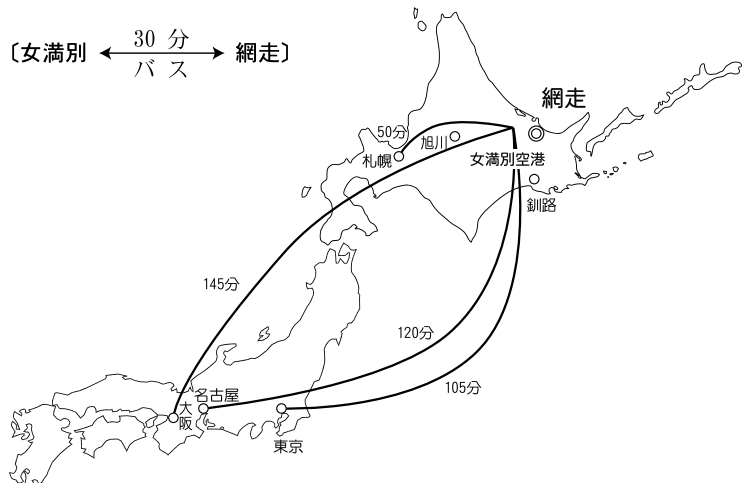 30 分
〔女満別 ⟷ 網走〕
バ ス
網走
50分
旭川
札幌
女満別空港
釧路
145分
120分
105分
名古屋
大阪
東京